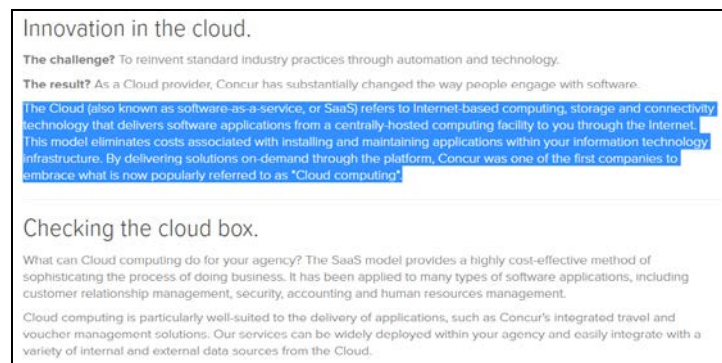 Innovation in the cloud.
The challenge? To reinvent standard industry practices through automation and technology.
The result? As a Cloud provider, Concur has substantially changed the way people engage with software.
The Cloud (also known as software-as-a-service, or SaaS) refers to Internet-based computing, storage and connectivity
technology that delivers software applications from a centrally-hosted computing facility to you through the Internet.
This model eliminates costs associated with installing and maintaining applications within your information technology
infrastructure. By delivering solutions on-demand through the platform, Concur was one of the first companies to
embrace what is now popularly referred to as "Cloud computing".
Checking the cloud box.
What can Cloud computing do for your agency? The SaaS model provides a highly cost-effective method of
sophisticating the process of doing business. It has been applied to many types of software applications, including
customer relationship management, security, accounting and human resources management.
Cloud computing is particularly well-suited to the delivery of applications, such as Concur's integrated travel and
voucher management solutions. Our services can be widely deployed within your agency and easily integrate with a
variety of internal and external data sources from the Cloud.